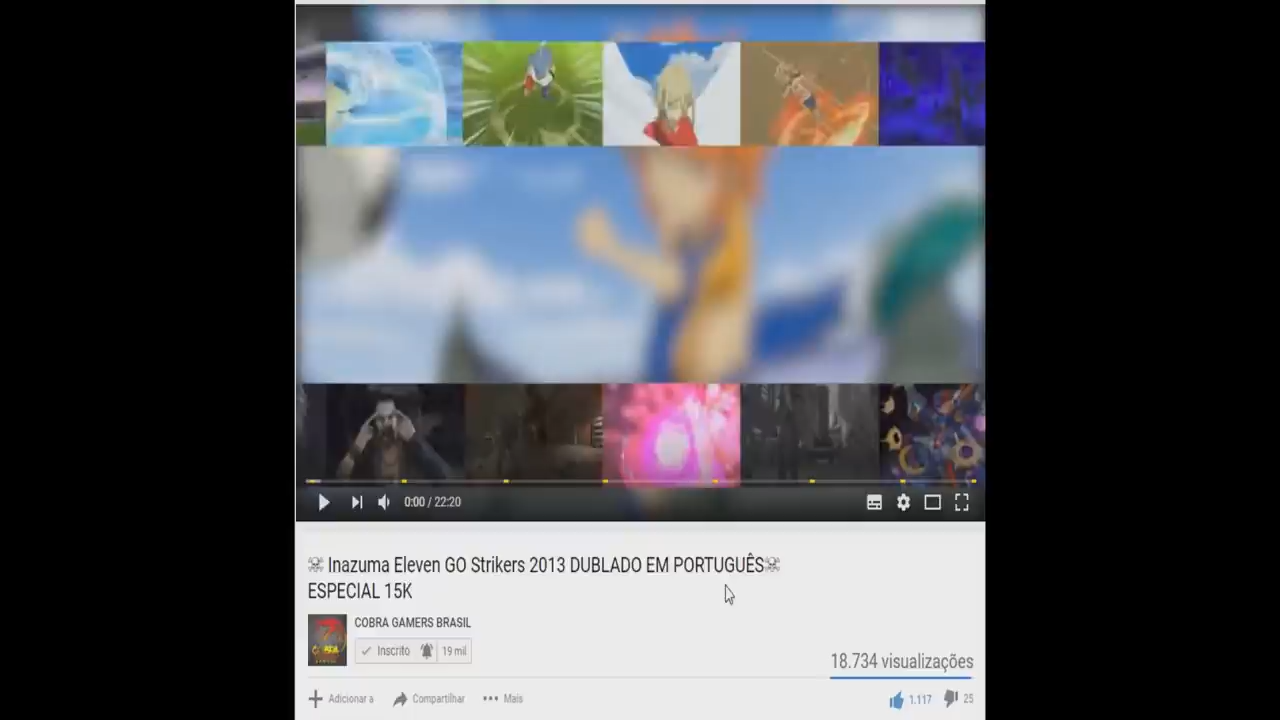 0:00 / 22:20
Inazuma Eleven GO Strikers 2013 DUBLADO EM PORTUGUÊS
ESPECIAL 15K
COBRA GAMERS BRASIL
Inscrito 19 mil
18.734 visualizações
Adicionar a Compartilhar Mais 1.117 25